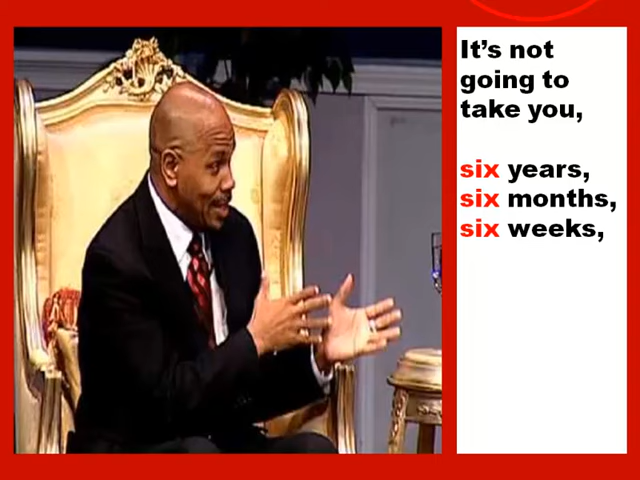 It’s not
going to
take you,
six years,
six months,
six weeks,